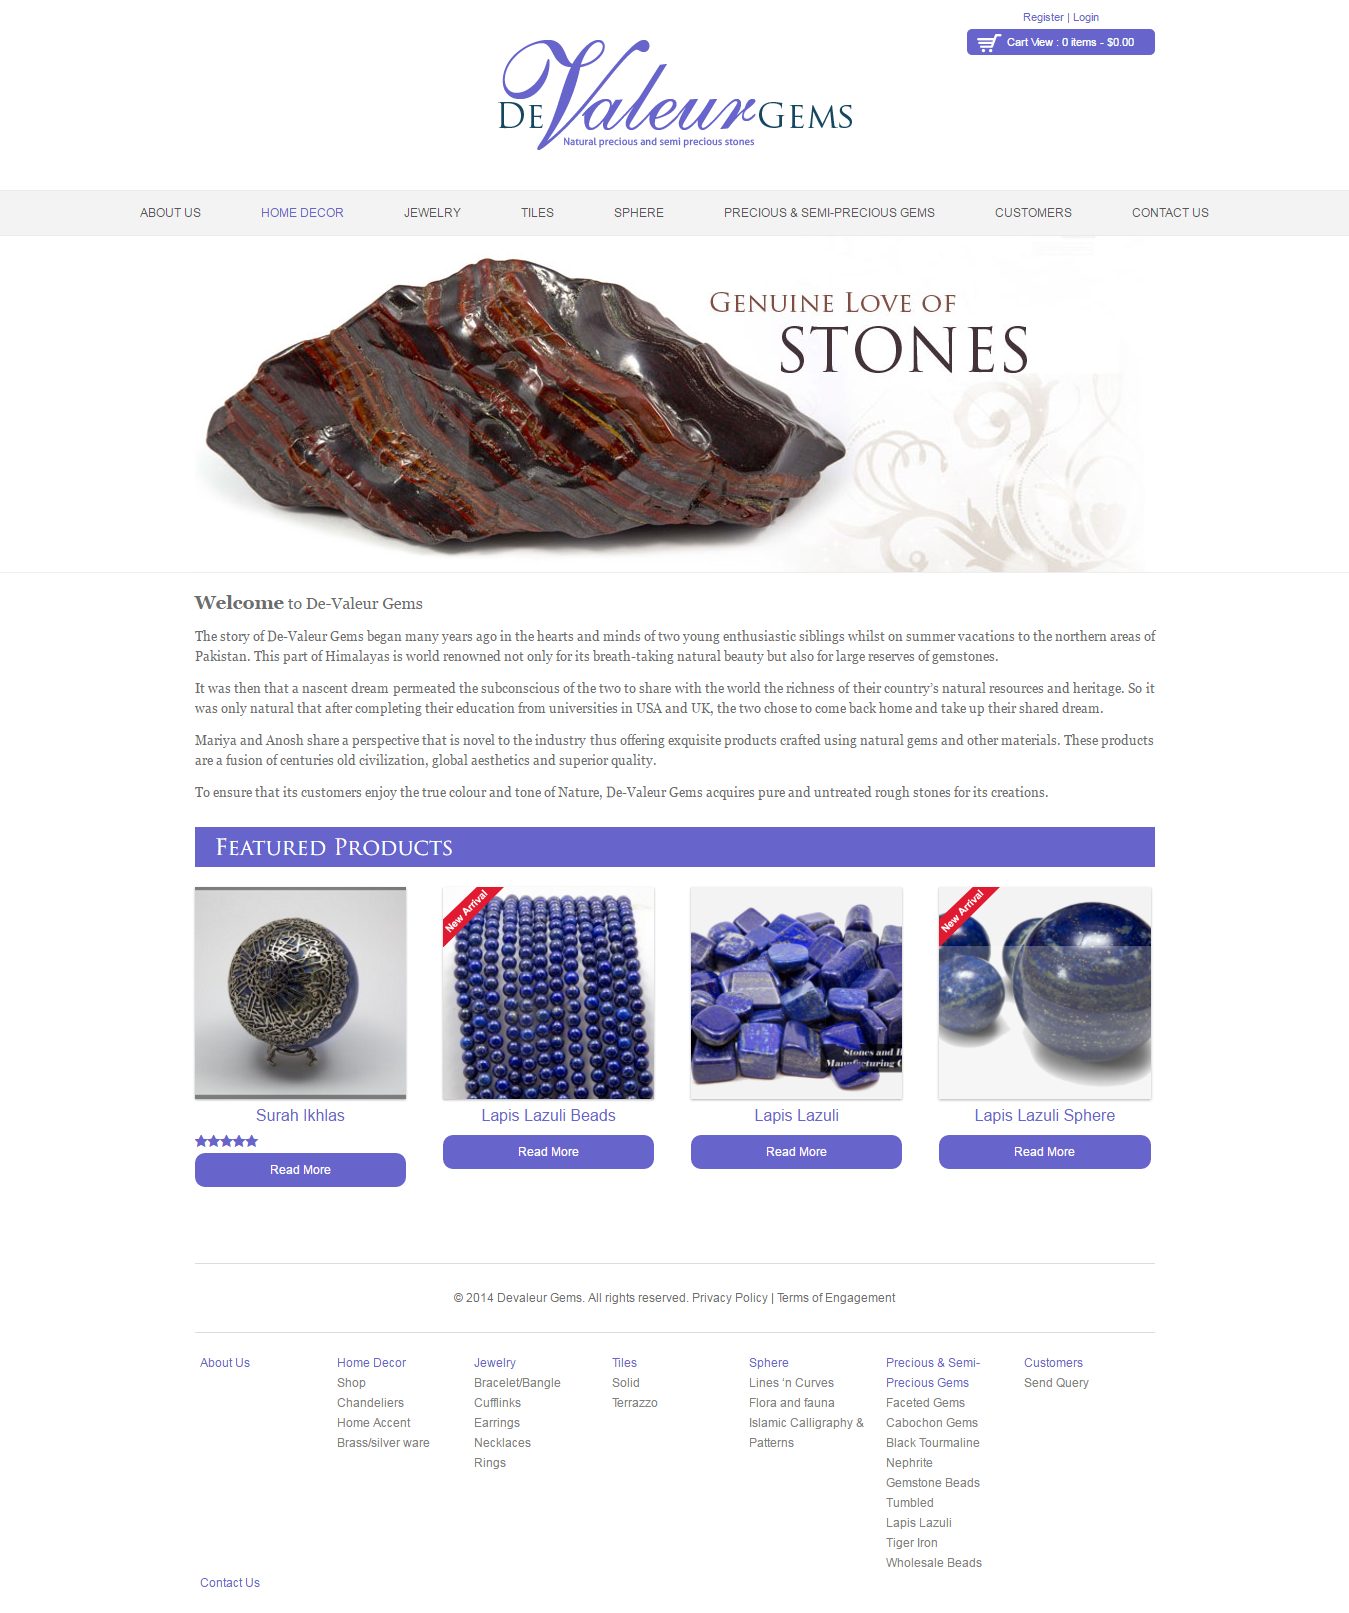 Register | Login
Cart View : 0 items - $0.00
DeValeurGems
Natural precious and semi precious stones
ABOUT US HOME DECOR JEWELRY TILES SPHERE PRECIOUS & SEMI-PRECIOUS GEMS CUSTOMERS CONTACT US
Genuine Love of
STONES
Welcome to De-Valeur Gems
The story of De-Valeur Gems began many years ago in the hearts and minds of two young enthusiastic siblings whilst on summer vacations to the northern areas of
Pakistan. This part of Himalayas is world renowned not only for its breath-taking natural beauty but also for large reserves of gemstones.
It was then that a nascent dream permeated the subconscious of the two to share with the world the richness of their country’s natural resources and heritage. So it
was only natural that after completing their education from universities in USA and UK, the two chose to come back home and take up their shared dream.
Mariya and Anosh share a perspective that is novel to the industry thus offering exquisite products crafted using natural gems and other materials. These products
are a fusion of centuries old civilization, global aesthetics and superior quality.
To ensure that its customers enjoy the true colour and tone of Nature, De-Valeur Gems acquires pure and untreated rough stones for its creations.
Featured Products
New Arrival
New Arrival
Stones and
Manufacturing
Surah Ikhlas
Lapis Lazuli Beads
Lapis Lazuli
Lapis Lazuli Sphere
Read More
Read More
Read More
Read More
© 2014 Devaleur Gems. All rights reserved. Privacy Policy | Terms of Engagement
About Us
Home Decor
Shop
Chandeliers
Home Accent
Brass/silver ware
Jewelry
Bracelet/Bangle
Cufflinks
Earrings
Necklaces
Rings
Tiles
Solid
Terrazzo
Sphere
Lines ‘n Curves
Flora and fauna
Islamic Calligraphy &
Patterns
Precious & Semi-
Precious Gems
Faceted Gems
Cabochon Gems
Black Tourmaline
Nephrite
Gemstone Beads
Tumbled
Lapis Lazuli
Tiger Iron
Wholesale Beads
Customers
Send Query
Contact Us